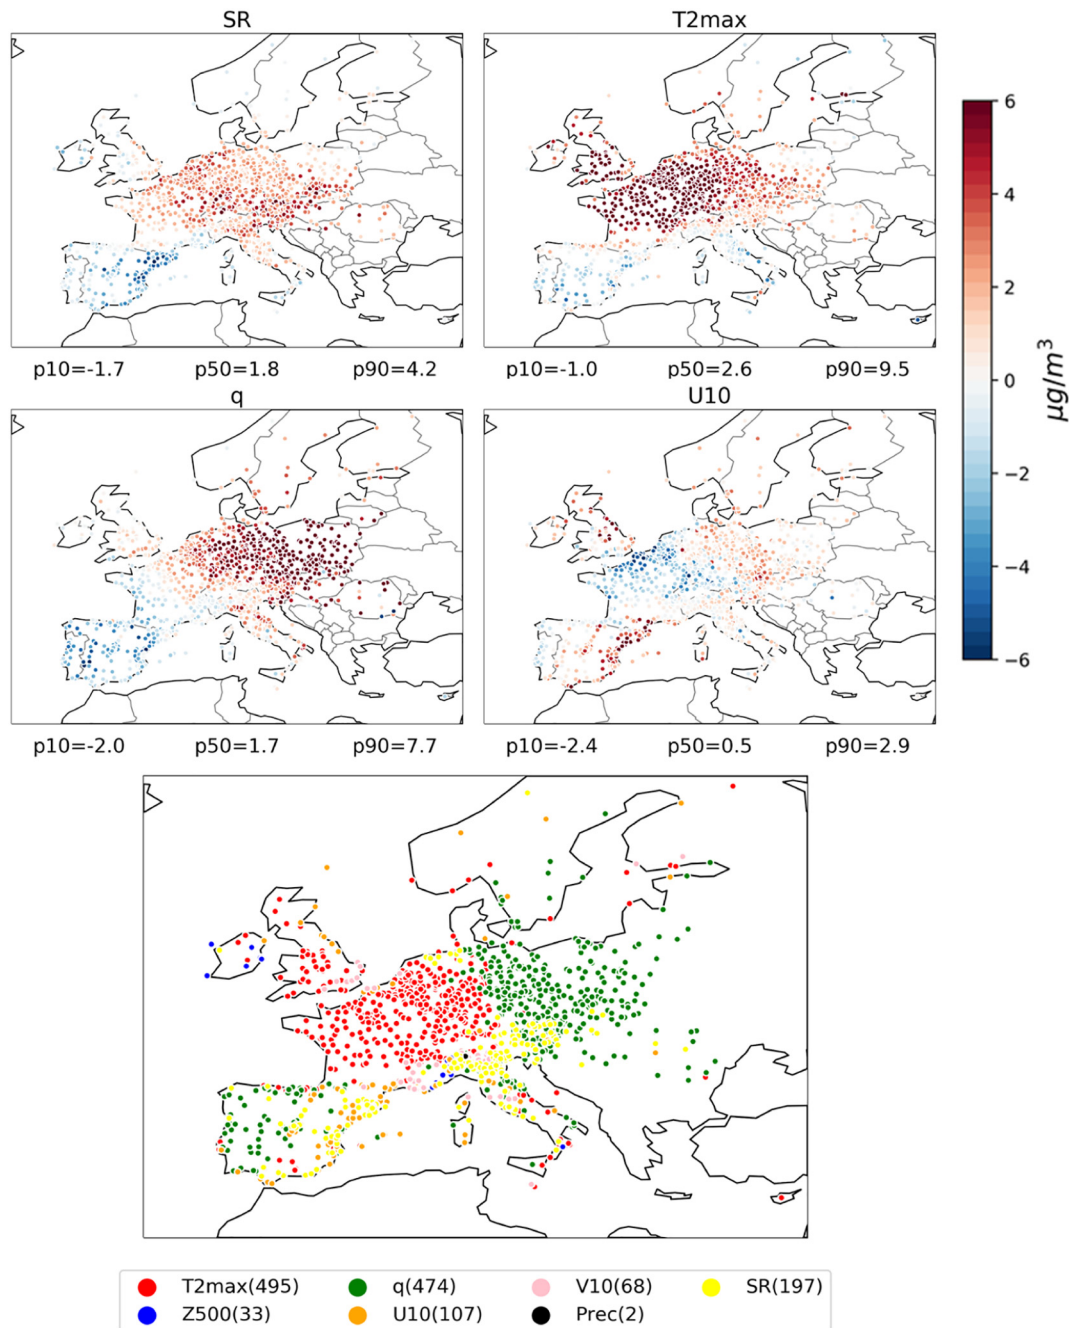 SR
T2max
p10=-1.7 p50=1.8 p90=4.2
p10=-1.0 p50=2.6 p90=9.5
q
U10
p10=-2.0 p50=1.7 p90=7.7
p10=-2.4 p50=0.5 p90=2.9
6
4
2
0
−2
−4
−6
μg/m³
T2max(495) q(474) V10(68) SR(197)
Z500(33) U10(107) Prec(2)